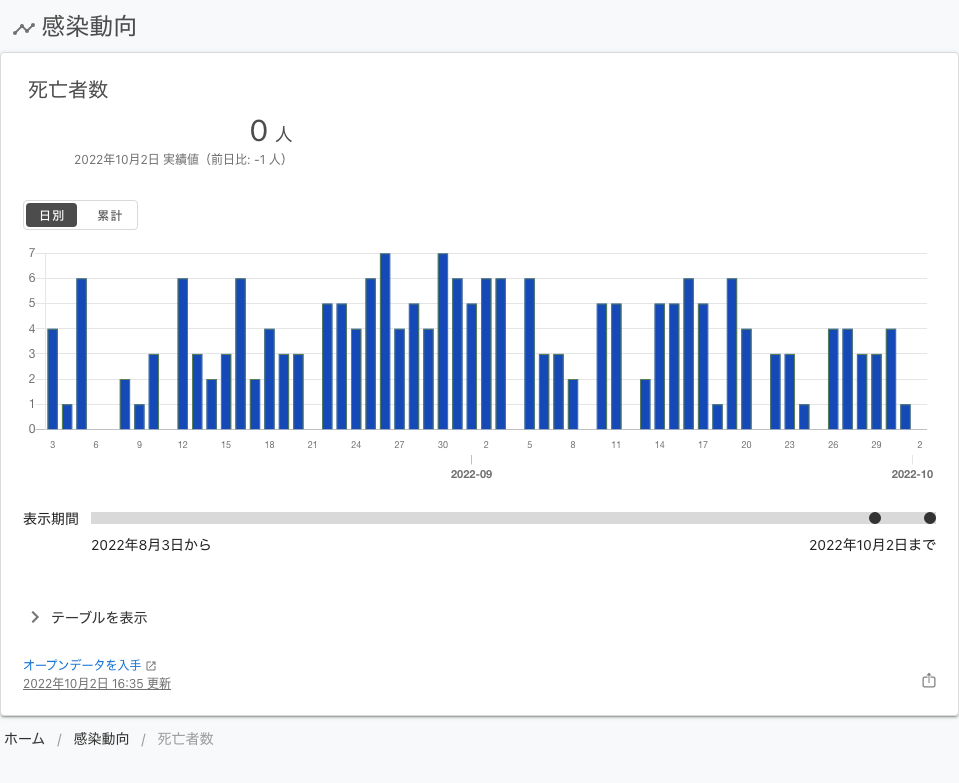 感染動向
死亡者数
0 人
2022年10月2日 実績値（前日比: -1 人）
日別 累計
7
6
5
4
3
2
1
0
3 6 9 12 15 18 21 24 27 30 2 5 8 11 14 17 20 23 26 29 2
2022-09 2022-10
表示期間
2022年8月3日から 2022年10月2日まで
テーブルを表示
オープンデータを入手
2022年10月2日 16:35 更新
ホーム / 感染動向 / 死亡者数